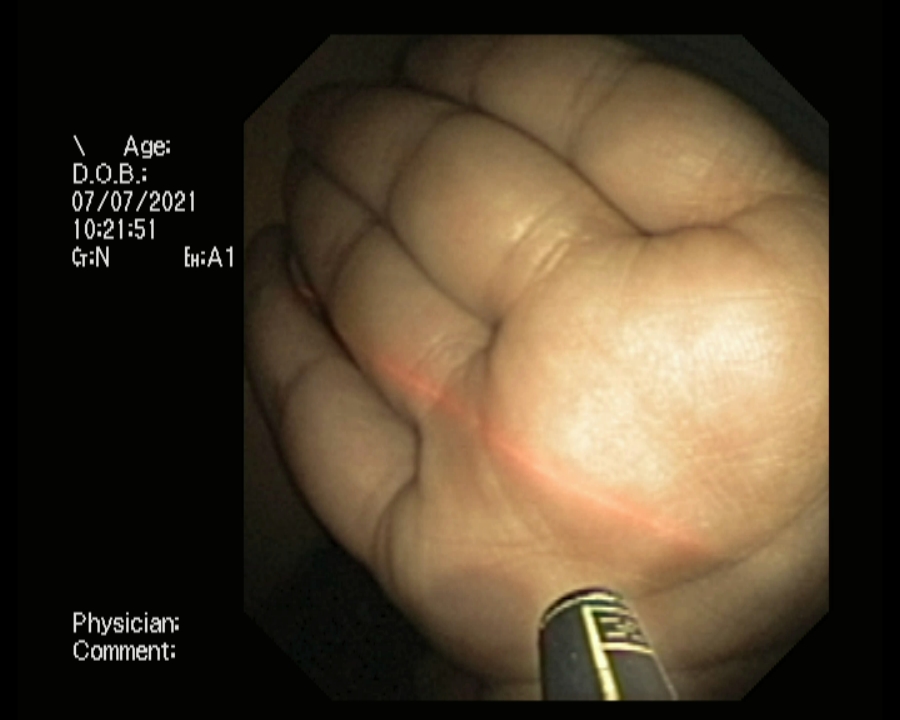 \ Age:
D.O.B.:
07/07/2021
10:21:51
Cr:N EH:A1
Physician:
Comment: